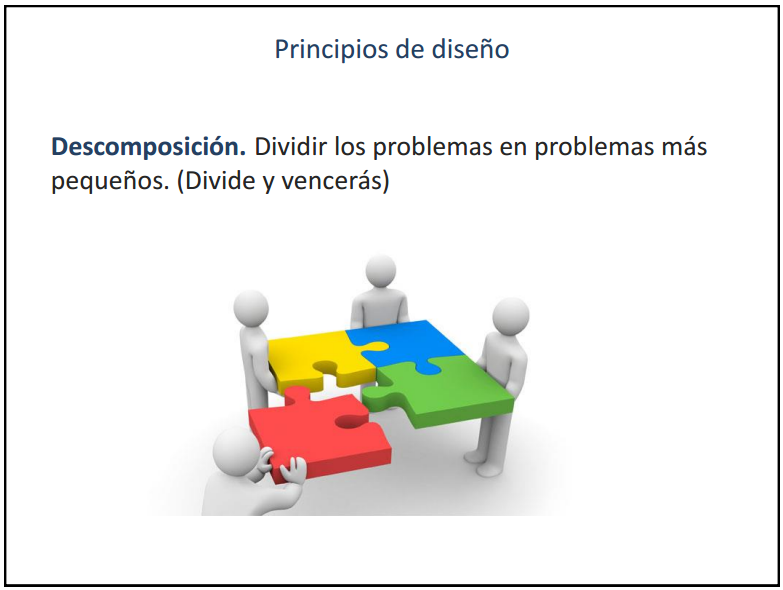 Principios de diseño
Descomposición. Dividir los problemas en problemas más
pequeños. (Divide y vencerás)